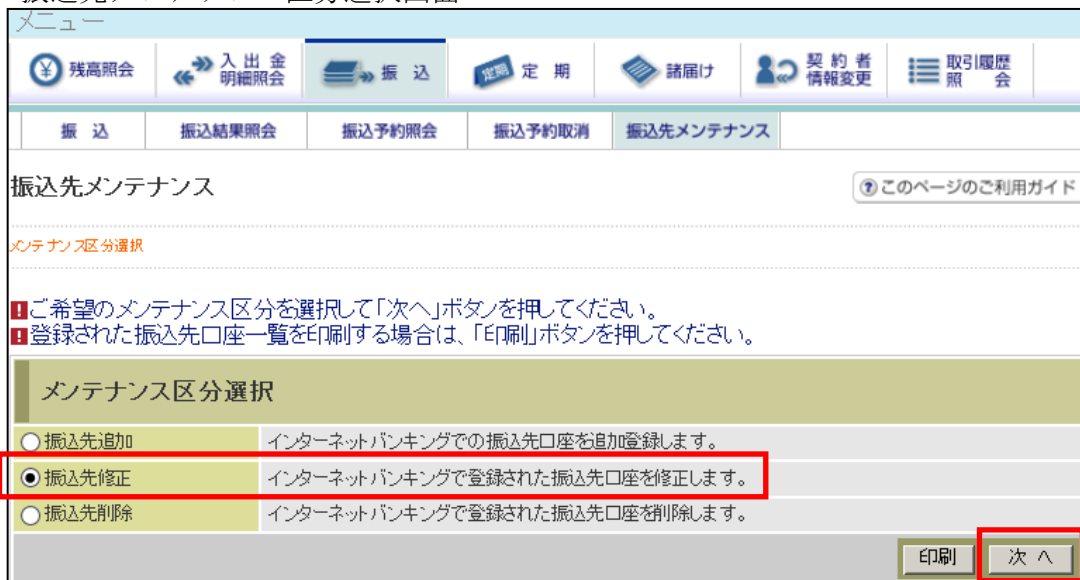 メニュー
残高照会 入出金明細照会 振込 定期 諸届け 契約者情報変更 取引履歴照会
振込 振込結果照会 振込予約照会 振込予約取消 振込先メンテナンス
振込先メンテナンス
?このページのご利用ガイド
メンテナンス区分選択
!ご希望のメンテナンス区分を選択して「次へ」ボタンを押してください。
!登録された振込先口座一覧を印刷する場合は、「印刷」ボタンを押してください。
メンテナンス区分選択
振込先追加 インターネットバンキングでの振込先口座を追加登録します。
振込先修正 インターネットバンキングで登録された振込先口座を修正します。
振込先削除 インターネットバンキングで登録された振込先口座を削除します。
印刷 次へ